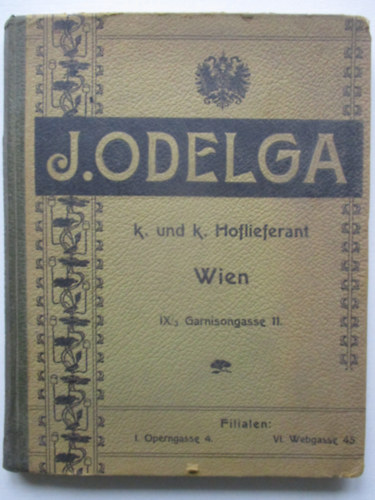 J. ODELGA
k. und k. Hoflieferant
Wien
IX/3 Garnisongasse 11.
Filialen:
I. Operngasse 4. VI. Webgasse 45